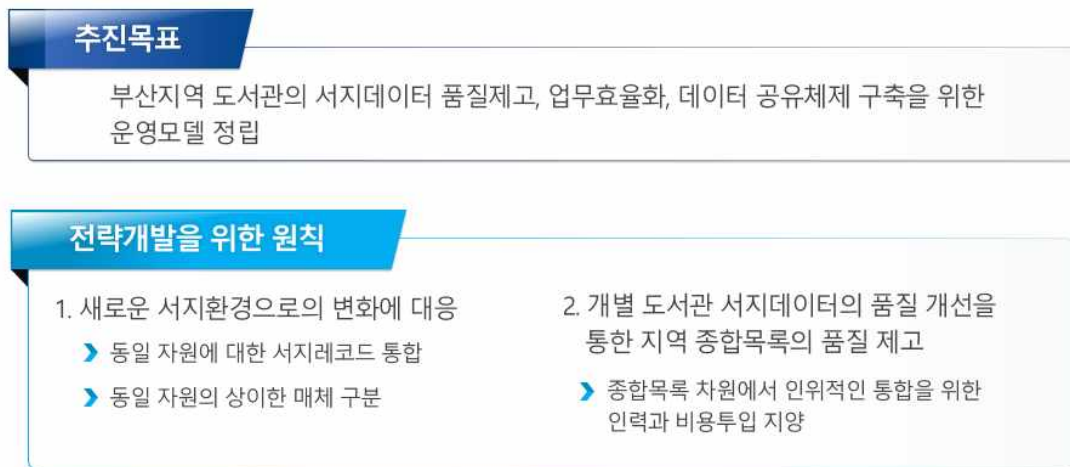 추진목표
부산지역 도서관의 서지데이터 품질제고, 업무효율화, 데이터 공유체제 구축을 위한
운영모델 정립
전략개발을 위한 원칙
1. 새로운 서지환경으로의 변화에 대응
동일 자원에 대한 서지레코드 통합
동일 자원의 상이한 매체 구분
2. 개별 도서관 서지데이터의 품질 개선을
통한 지역 종합목록의 품질 제고
종합목록 차원에서 인위적인 통합을 위한
인력과 비용투입 지양